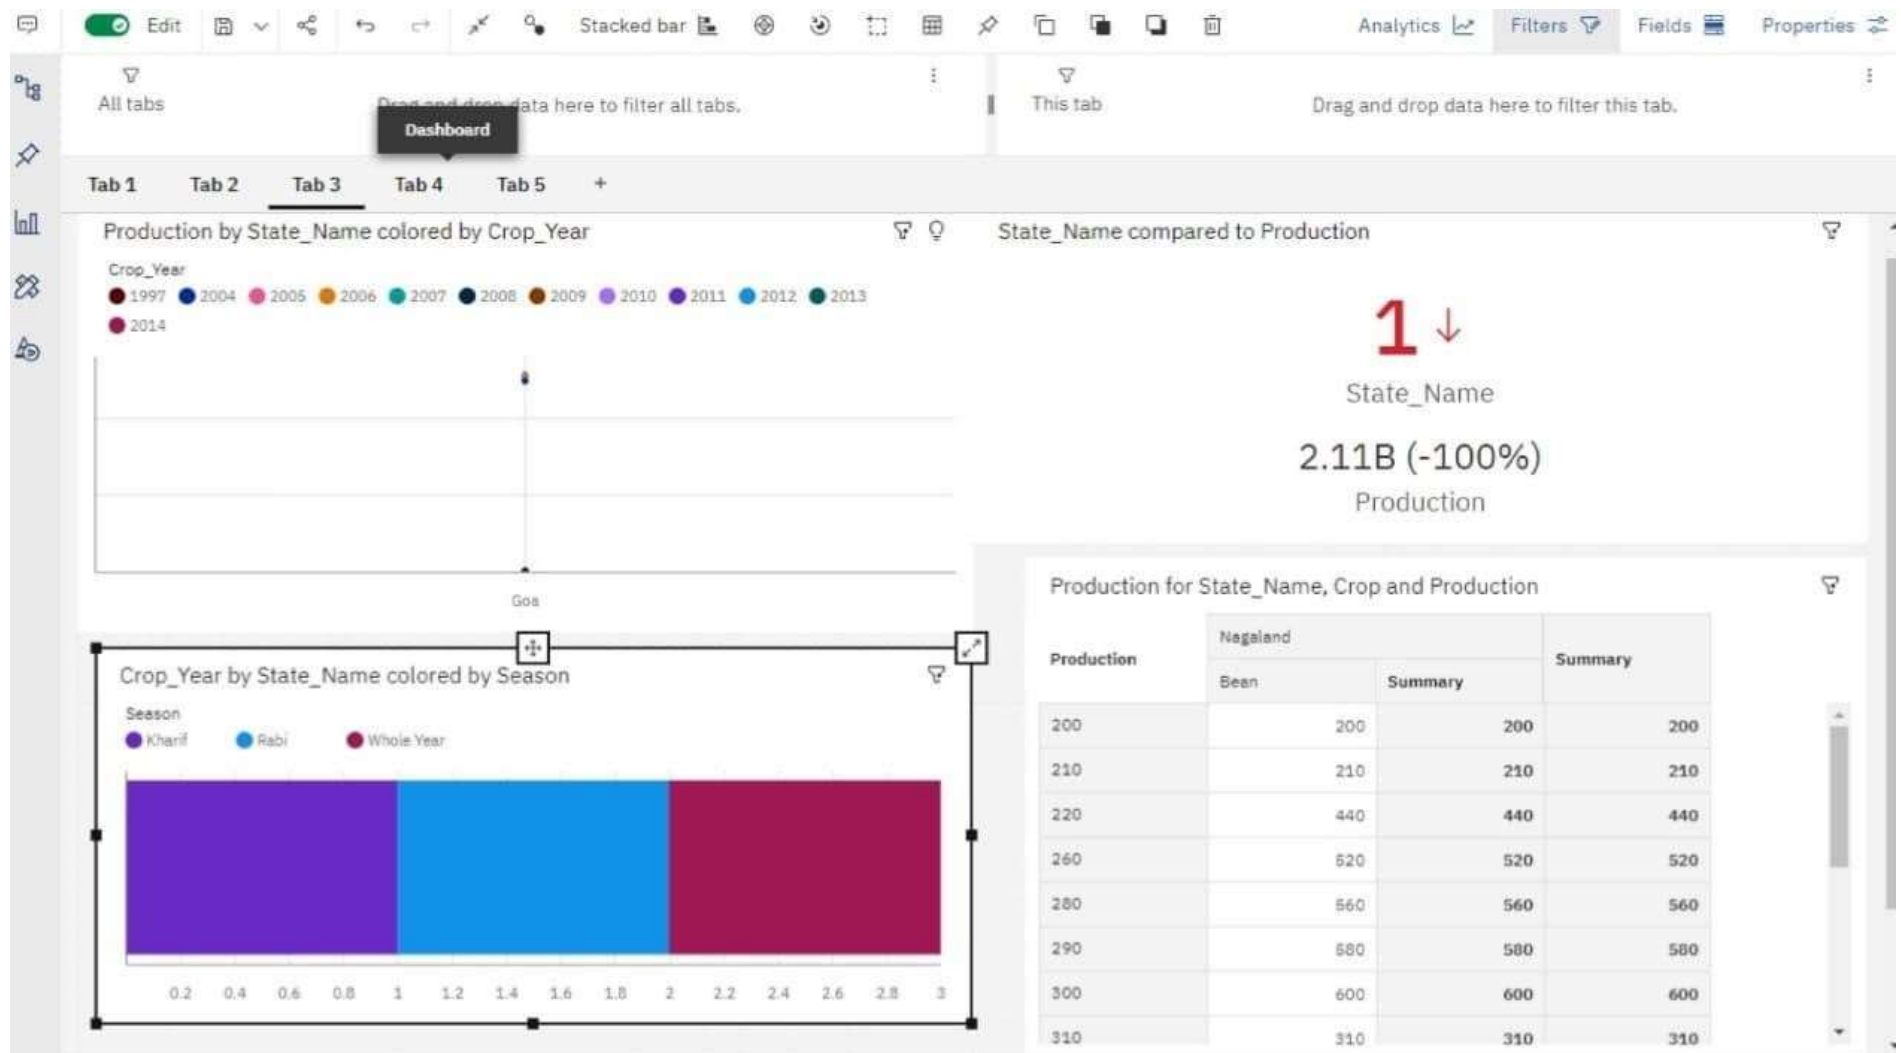 Edit
Stacked bar
Analytics
Filters
Fields
Properties
All tabs
Drag and drop data here to filter all tabs.
Dashboard
This tab
Drag and drop data here to filter this tab.
Tab 1
Tab 2
Tab 3
Tab 4
Tab 5
+
Production by State_Name colored by Crop_Year
Crop_Year
1997 2004 2005 2006 2007 2008 2009 2010 2011 2012 2013
2014
Goa
State_Name compared to Production
1
State_Name
2.11B (-100%)
Production
Crop_Year by State_Name colored by Season
Season
Kharif Rabi Whole Year
0.2 0.4 0.6 0.8 1 1.2 1.4 1.6 1.8 2 2.2 2.4 2.6 2.8 3
Production for State_Name, Crop and Production
Production Nagaland Summary
Bean Summary
200 200 200 200
210 210 210 210
220 440 440 440
260 520 520 520
280 560 560 560
290 580 580 580
300 600 600 600
310 310 310 310